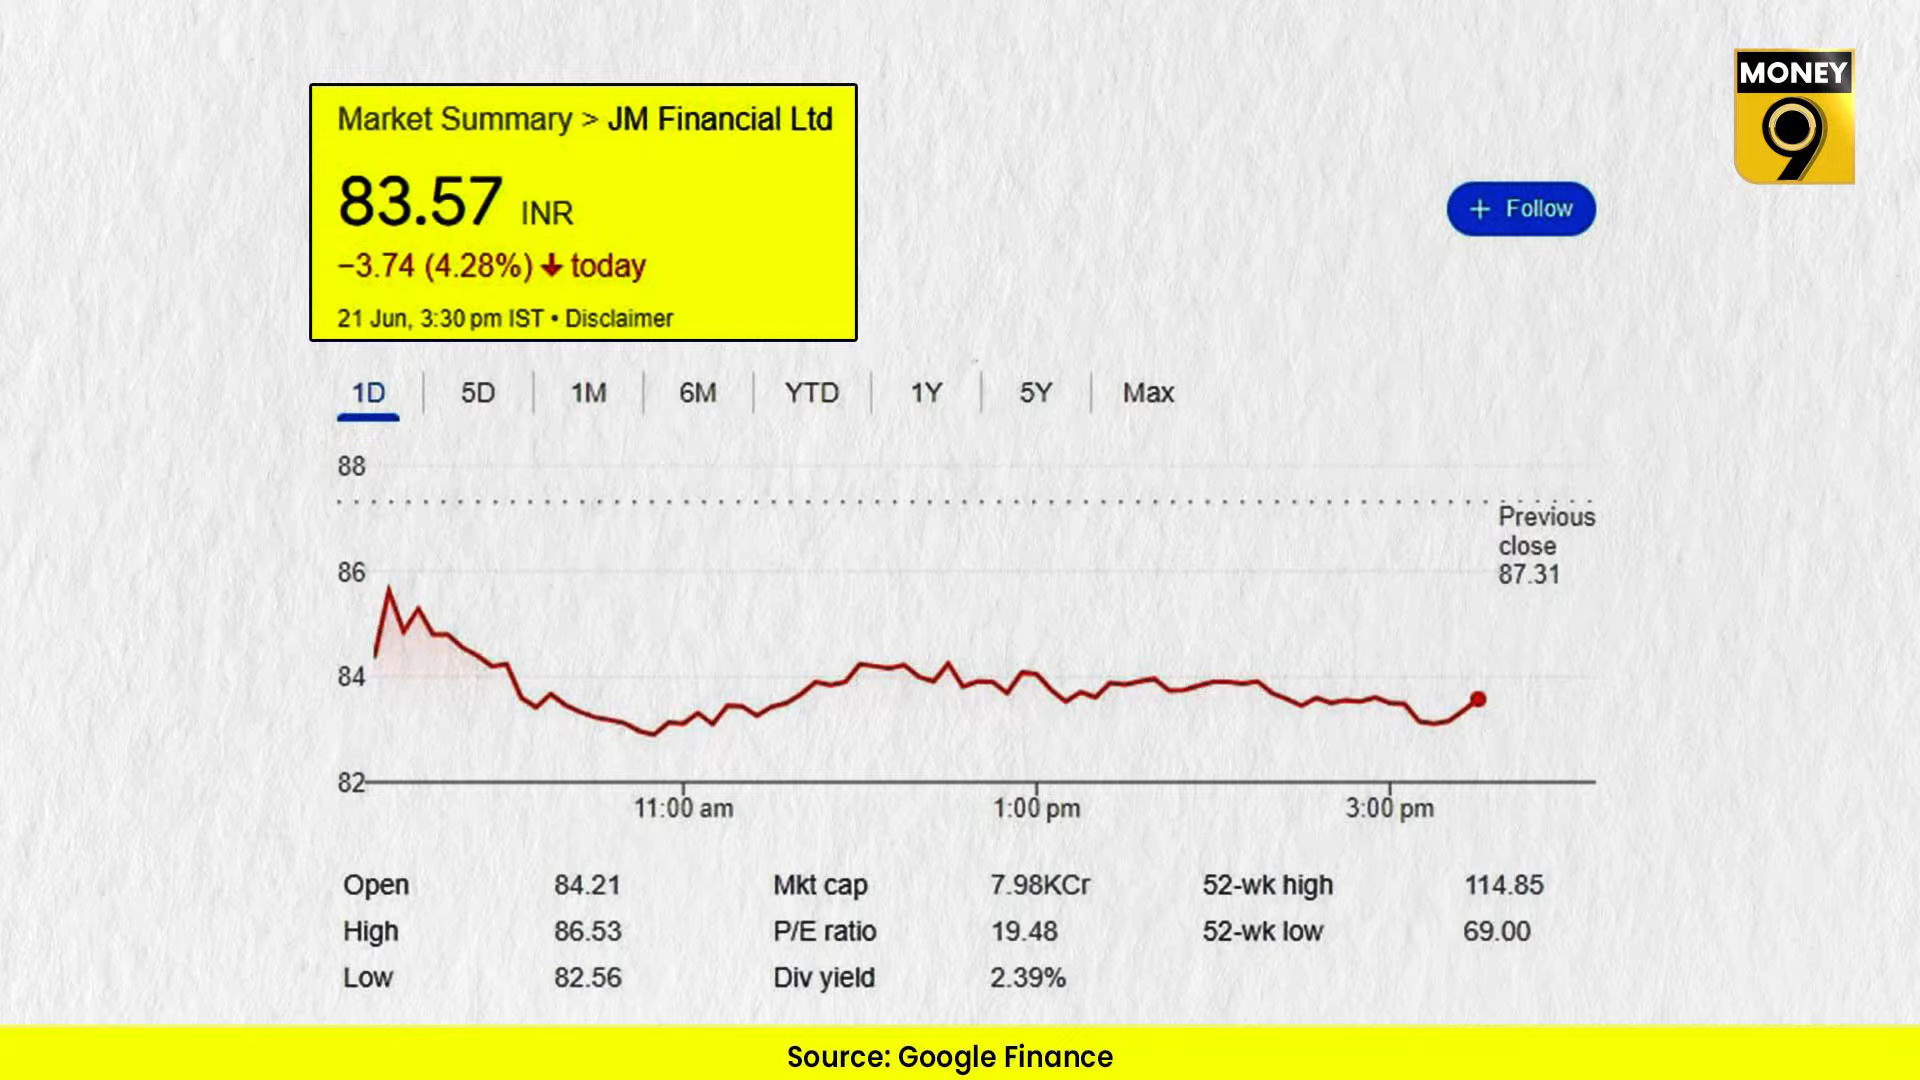 MONEY
9
Market Summary > JM Financial Ltd
83.57 INR
−3.74 (4.28%) ↓ today
21 Jun, 3:30 pm IST • Disclaimer
+ Follow
1D 5D 1M 6M YTD 1Y 5Y Max
88
Previous
close
87.31
86
84
82
11:00 am 1:00 pm 3:00 pm
Open 84.21 Mkt cap 7.98KCr 52-wk high 114.85
High 86.53 P/E ratio 19.48 52-wk low 69.00
Low 82.56 Div yield 2.39%
Source: Google Finance